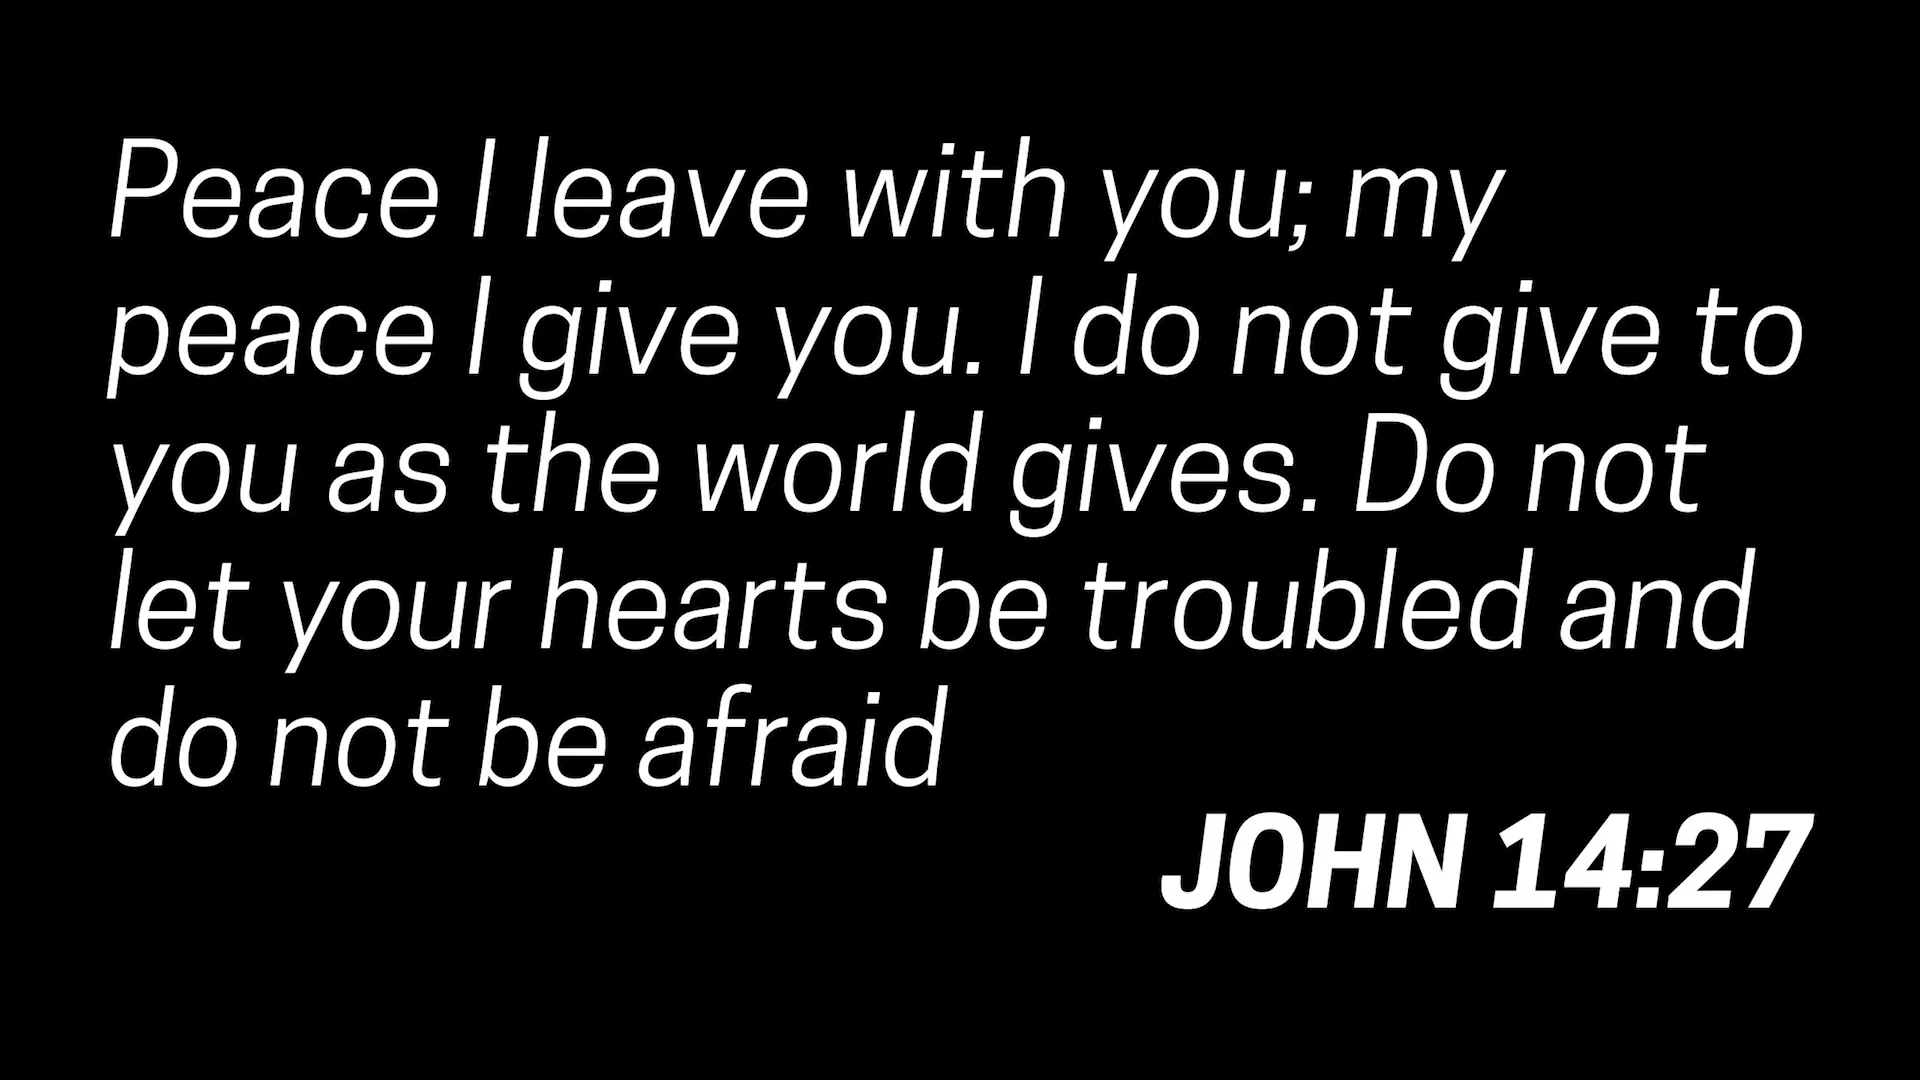 Peace I leave with you; my
peace I give you. I do not give to
you as the world gives. Do not
let your hearts be troubled and
do not be afraid
JOHN 14:27